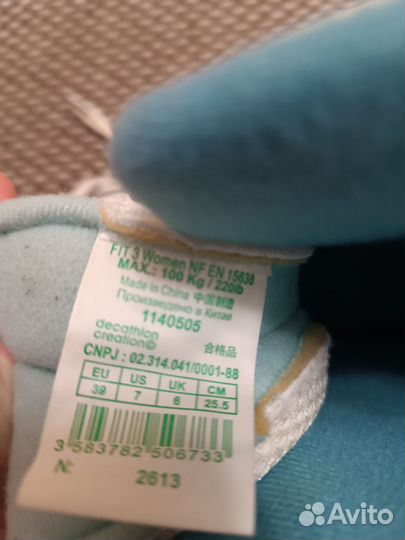 FIT 3 Women NF EN 15638
MAX.: 100 Kg / 220lb
Made in China 中国制造
Произведено в Китае
1140505
decathlon
creation© 合格品
CNPJ : 02.314.041/0001-88
EU US UK CM
39 7 6 25.5
3 583782 506733
N: 2613
Avito